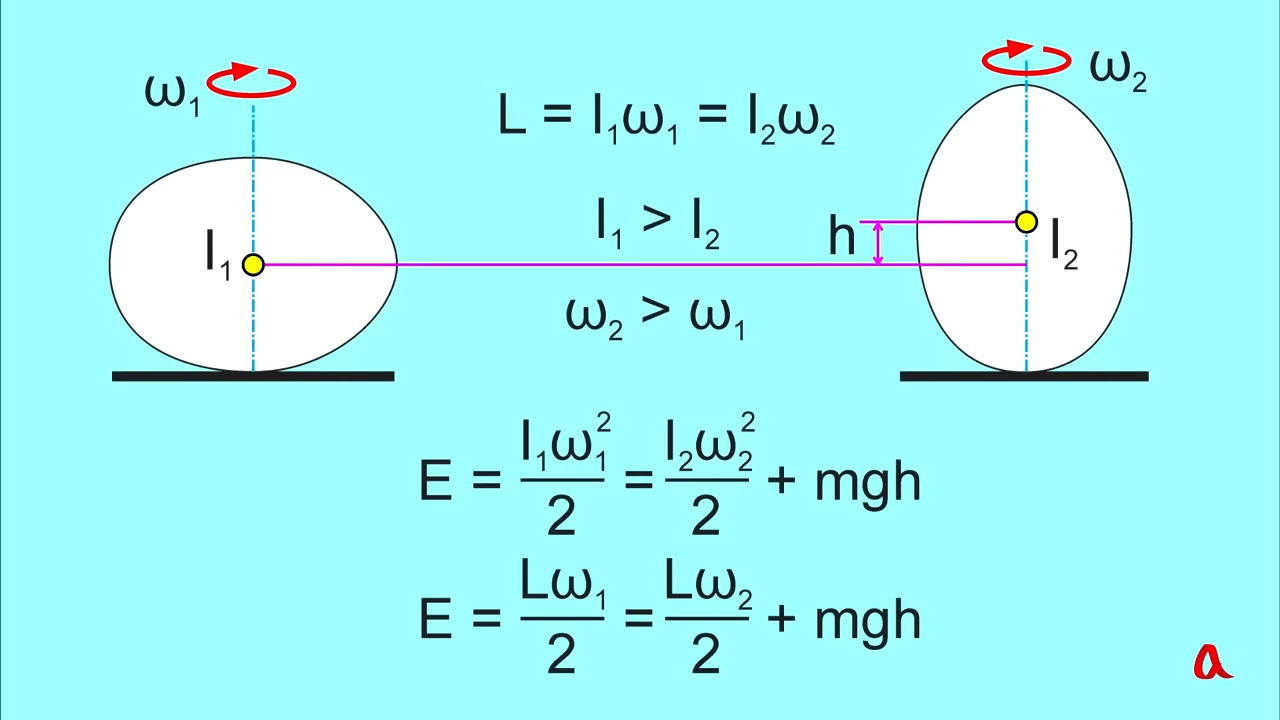 ω₁
ω₂
L = I₁ω₁ = I₂ω₂
I₁ > I₂
h
I₁
I₂
ω₂ > ω₁
E = I₁ω₁²/2 = I₂ω₂²/2 + mgh
E = Lω₁/2 = Lω₂/2 + mgh
a